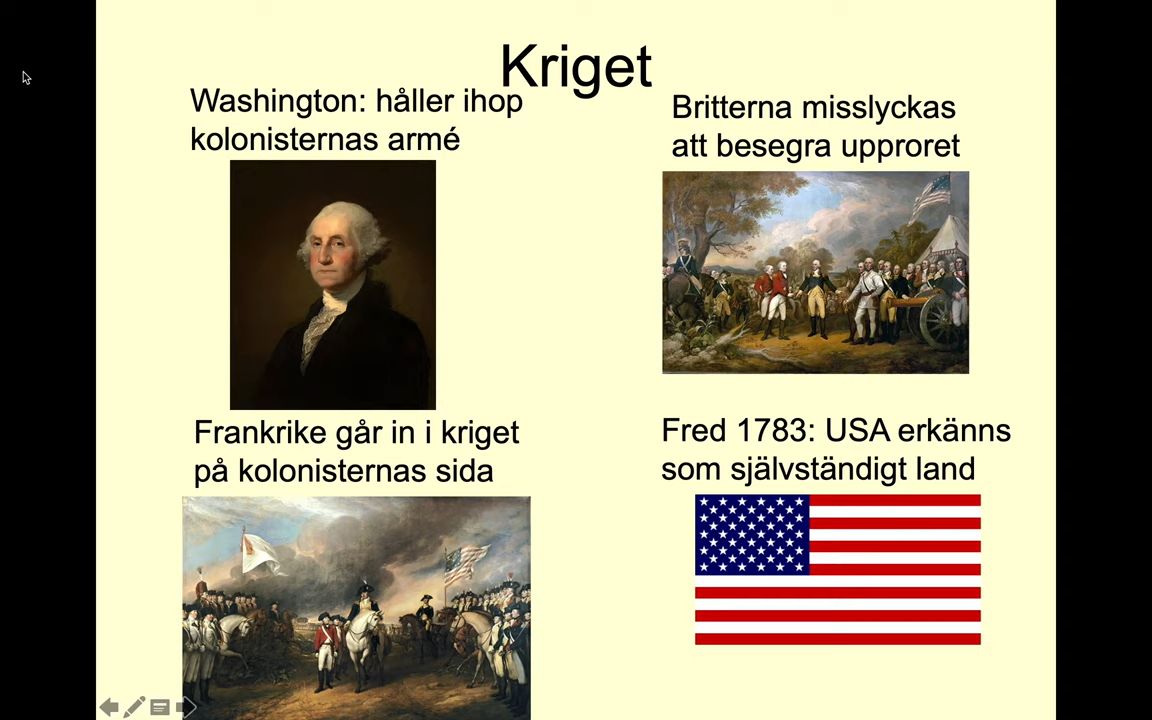 Kriget
Washington: håller ihop
kolonisternas armé
Britterna misslyckas
att besegra upproret
Frankrike går in i kriget
på kolonisternas sida
Fred 1783: USA erkänns
som självständigt land